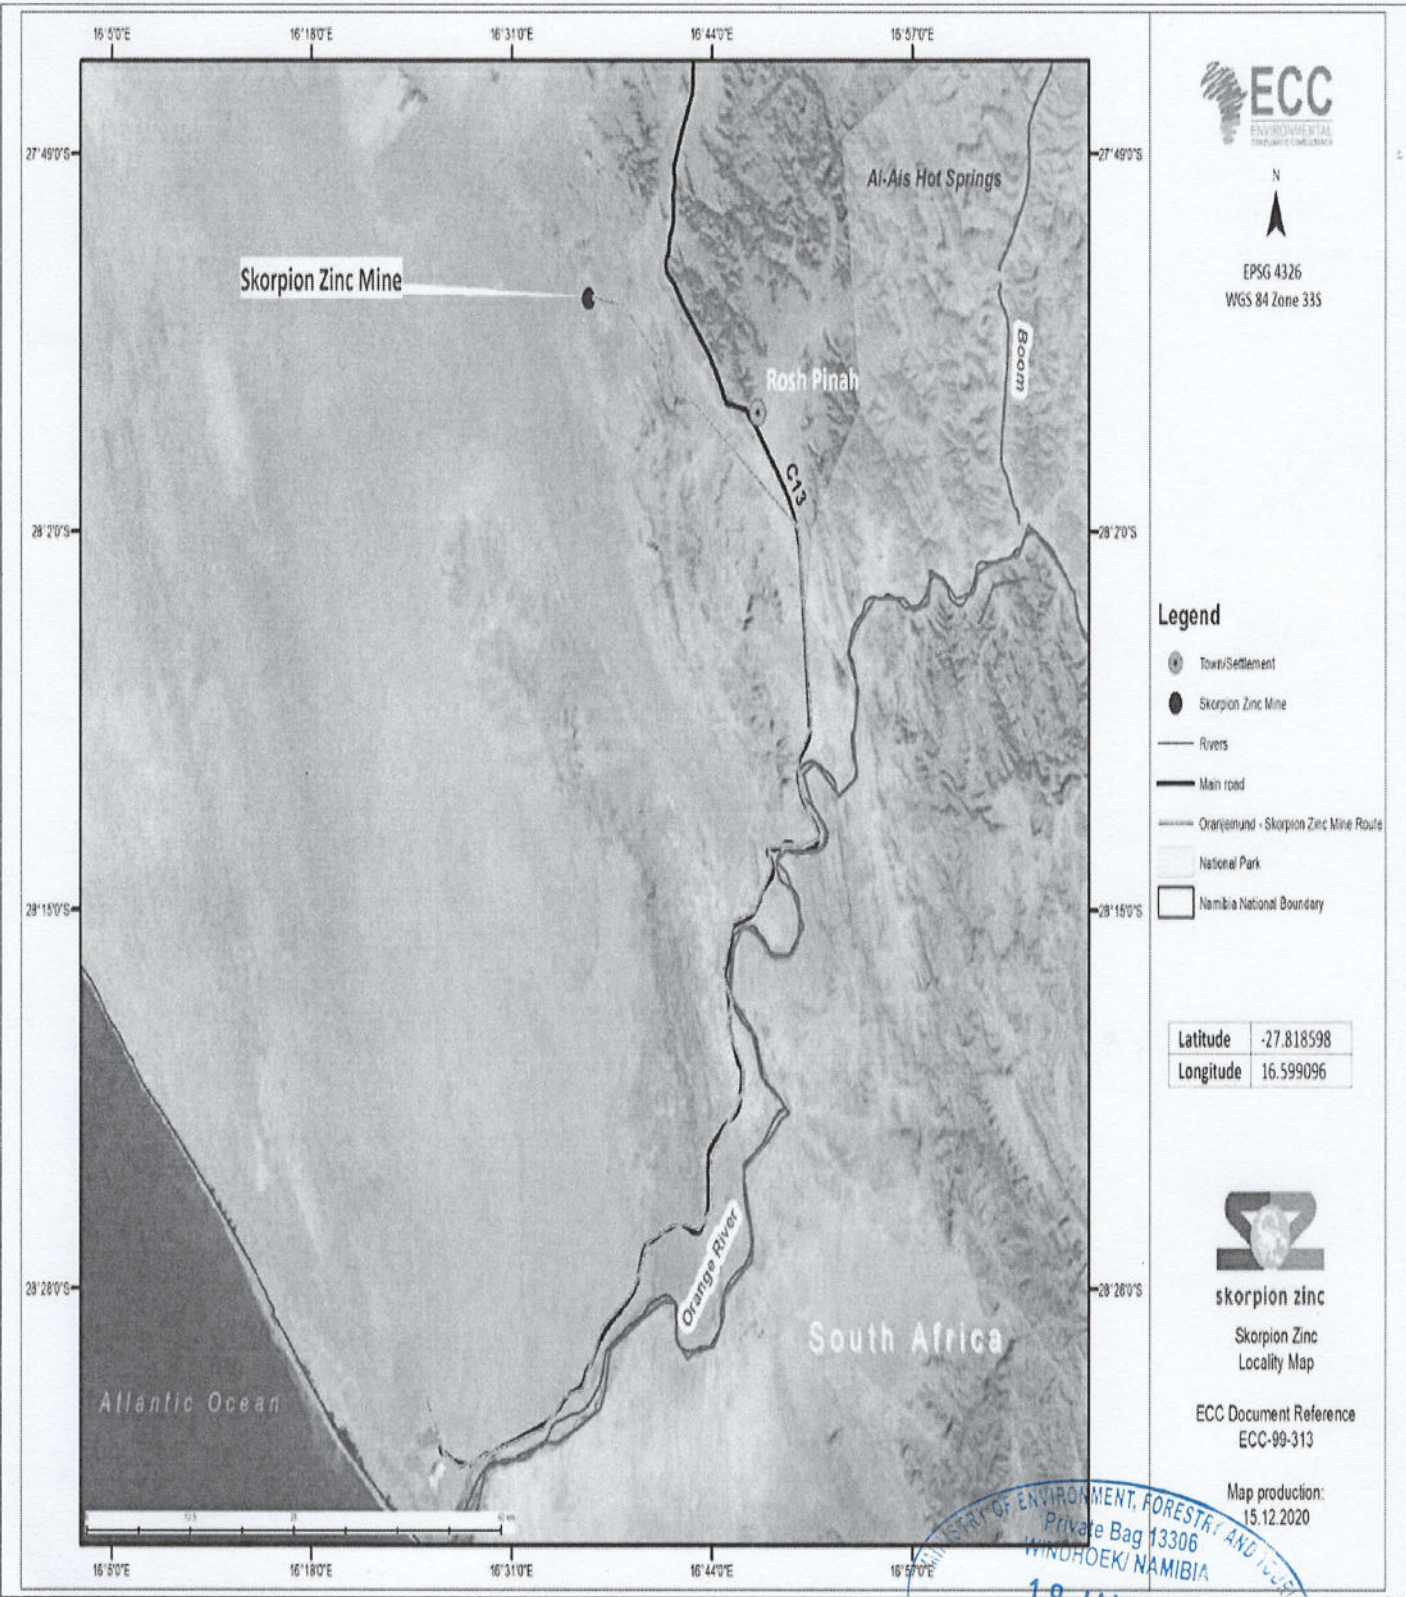 16°5'0"E 16°18'0"E 16°31'0"E 16°44'0"E 16°57'0"E
27°49'0"S 27°49'0"S
Al-Ais Hot Springs
Skorpion Zinc Mine
Boom
Rosh Pinah
C13
28°2'0"S 28°2'0"S
28°15'0"S 28°15'0"S
Orange River
28°28'0"S 28°28'0"S
South Africa
Atlantic Ocean
16°5'0"E 16°18'0"E 16°31'0"E 16°44'0"E 16°57'0"E
ECC
ENVIRONMENTAL
COMPLIANCE CONSULTANCY
N
EPSG 4326
WGS 84 Zone 33S
Legend
Town/Settlement
Skorpion Zinc Mine
Rivers
Main road
Oranjemund - Skorpion Zinc Mine Route
National Park
Namibia National Boundary
Latitude -27.818598
Longitude 16.599096
skorpion zinc
Skorpion Zinc
Locality Map
ECC Document Reference
ECC-99-313
Map production:
15.12.2020
MINISTRY OF ENVIRONMENT, FORESTRY AND
Private Bag 13306
WINDHOEK/ NAMIBIA